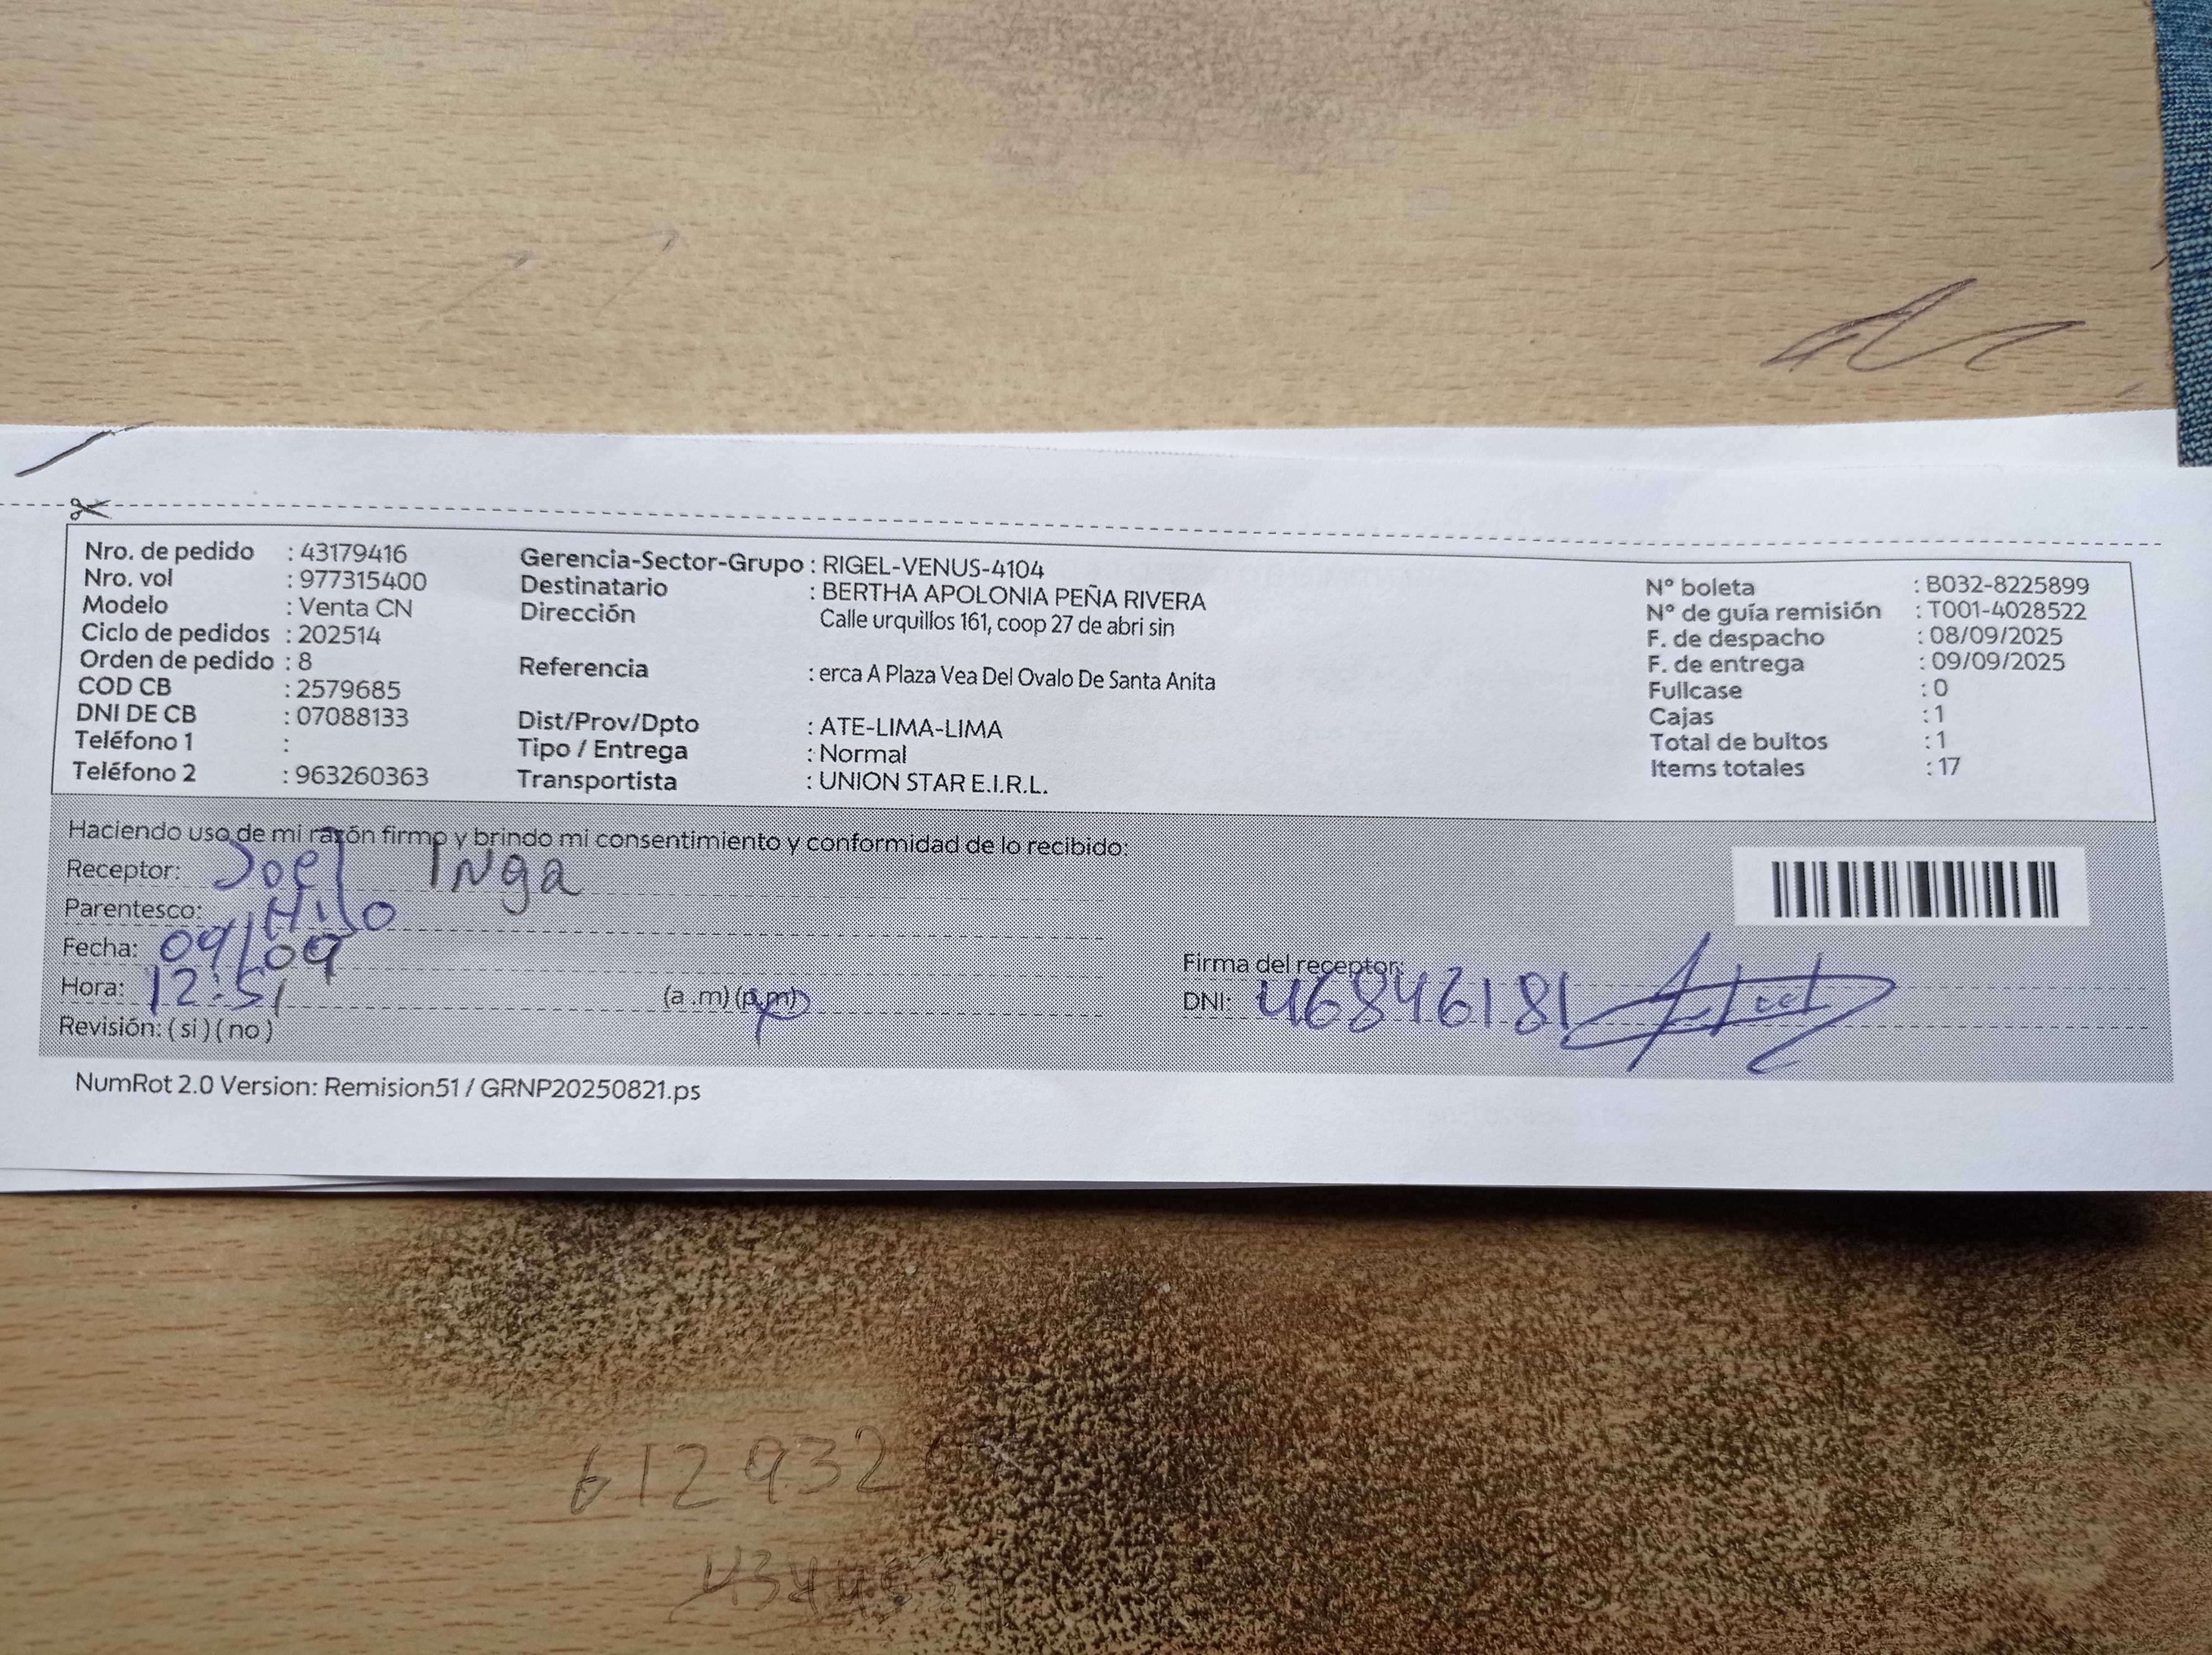 Nro. de pedido : 43179416
Nro. vol : 977315400
Modelo : Venta CN
Ciclo de pedidos : 202514
Orden de pedido : 8
COD CB : 2579685
DNI DE CB : 07088133
Teléfono 1 :
Teléfono 2 : 963260363
Gerencia-Sector-Grupo : RIGEL-VENUS-4104
Destinatario : BERTHA APOLONIA PEÑA RIVERA
Dirección Calle urquillos 161, coop 27 de abri sin
Referencia : erca A Plaza Vea Del Ovalo De Santa Anita
Dist/Prov/Dpto : ATE-LIMA-LIMA
Tipo / Entrega : Normal
Transportista : UNION STAR E.I.R.L.
N° boleta : B032-8225899
N° de guía remisión : T001-4028522
F. de despacho : 08/09/2025
F. de entrega : 09/09/2025
Fullcase : 0
Cajas : 1
Total de bultos : 1
Items totales : 17
Haciendo uso de mi razón firmo y brindo mi consentimiento y conformidad de lo recibido:
Receptor: Joel Inga
Parentesco: Hijo
Fecha: 09/09
Hora: 12:51 (a .m) (p.m)
Revisión: ( si ) ( no )
Firma del receptor:
DNI: 46846181
NumRot 2.0 Version: Remision51 / GRNP20250821.ps
612932